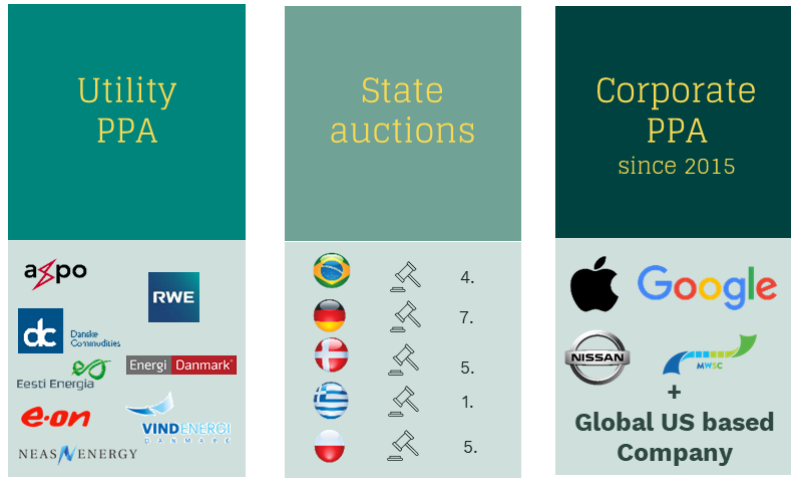 Utility
PPA
axpo
RWE
dc
Danske
Commodities
Eesti Energia
Energi Danmark
e·on
VINDENERGI
DANMARK
NEAS ENERGY
State
auctions
4.
7.
5.
1.
5.
Corporate
PPA
since 2015
Google
NISSAN
MWSC
+
Global US based
Company